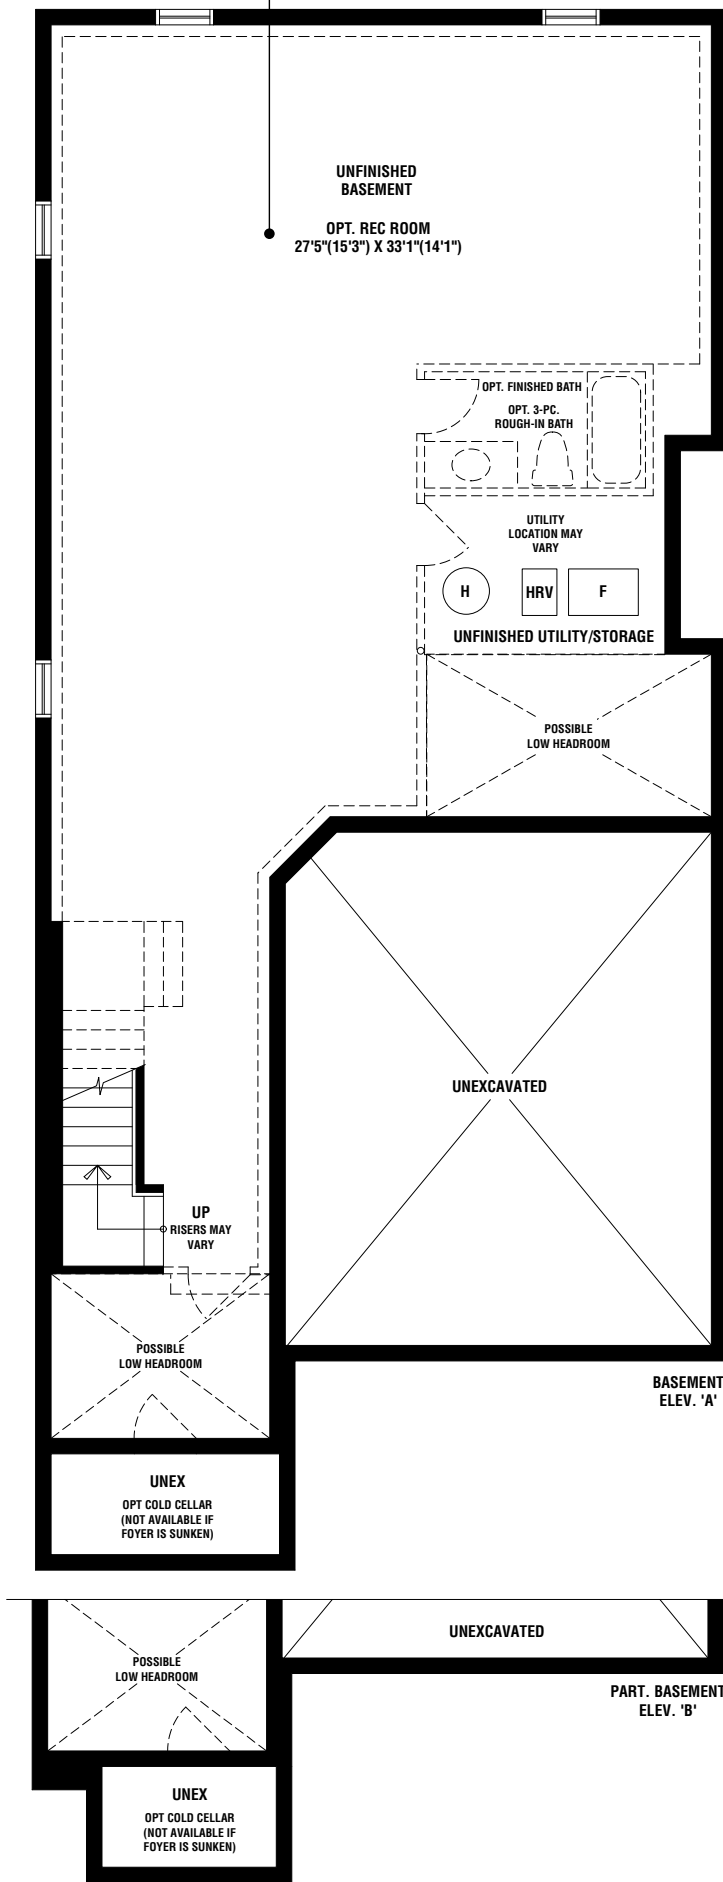 UNFINISHED
BASEMENT
OPT. REC ROOM
27'5"(15'3") X 33'1"(14'1")
OPT. FINISHED BATH
OPT. 3-PC.
ROUGH-IN BATH
UTILITY
LOCATION MAY
VARY
H
HRV
F
UNFINISHED UTILITY/STORAGE
POSSIBLE
LOW HEADROOM
UNEXCAVATED
UP
RISERS MAY
VARY
POSSIBLE
LOW HEADROOM
BASEMENT
ELEV. 'A'
UNEX
OPT COLD CELLAR
(NOT AVAILABLE IF
FOYER IS SUNKEN)
UNEXCAVATED
POSSIBLE
LOW HEADROOM
PART. BASEMENT
ELEV. 'B'
UNEX
OPT COLD CELLAR
(NOT AVAILABLE IF
FOYER IS SUNKEN)